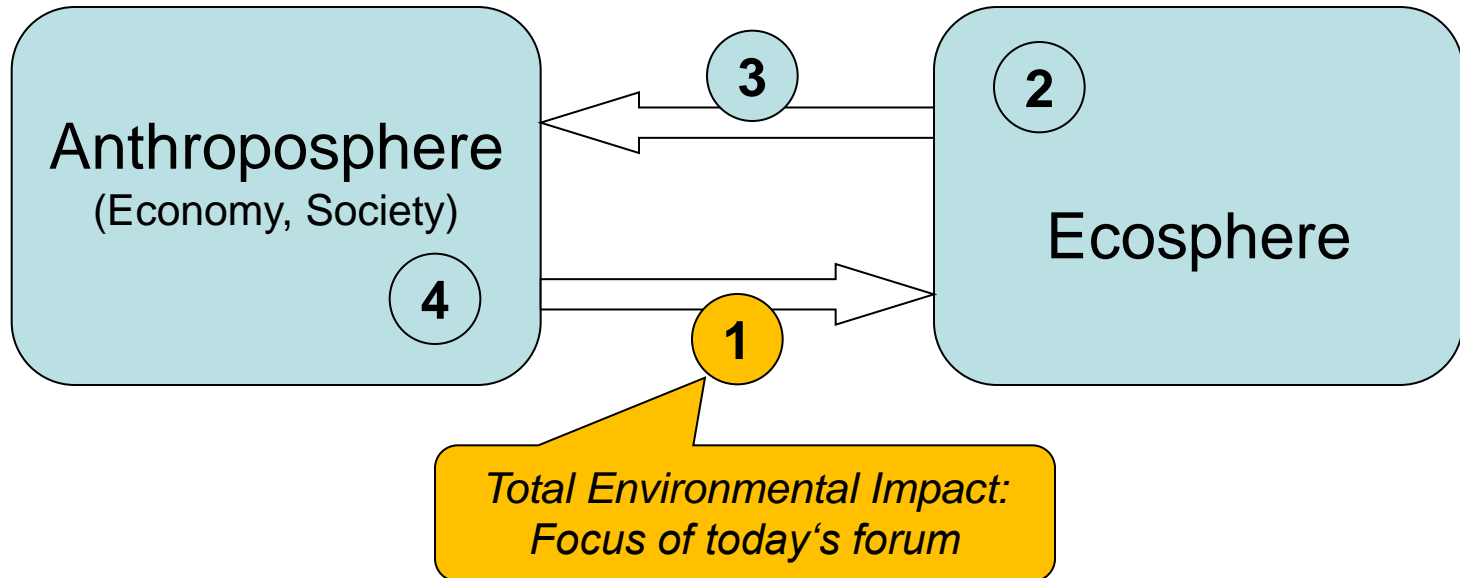 3
2
Anthroposphere
(Economy, Society)
Ecosphere
4
1
Total Environmental Impact:
Focus of today‘s forum